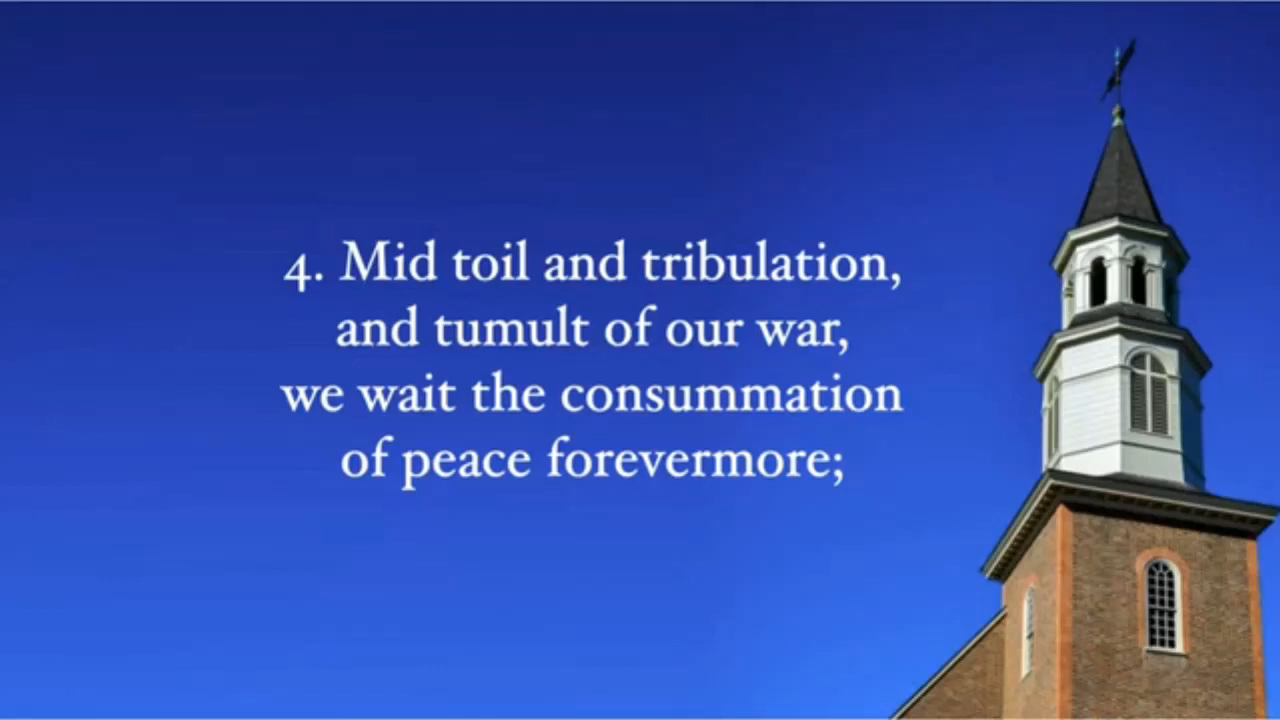 4. Mid toil and tribulation,
and tumult of our war,
we wait the consummation
of peace forevermore;